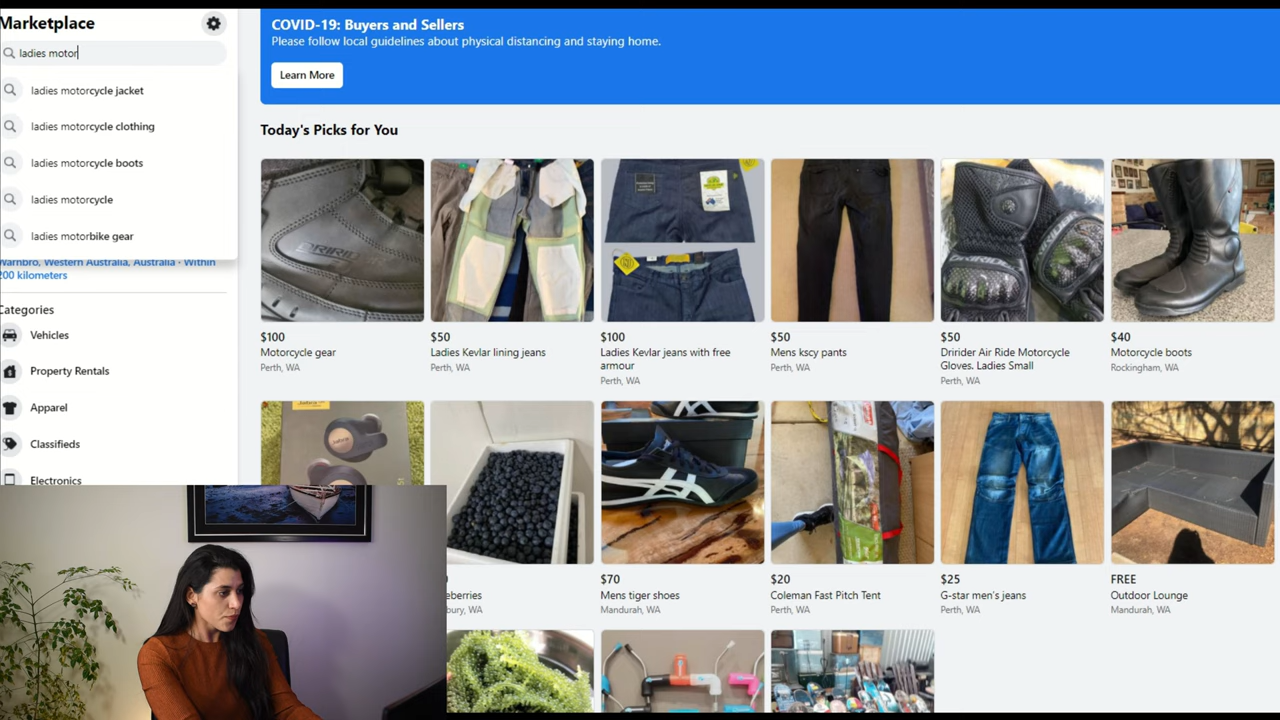 Marketplace
ladies motor
ladies motorcycle jacket
ladies motorcycle clothing
ladies motorcycle boots
ladies motorcycle
ladies motorbike gear
Warnbro, Western Australia, Australia · Within
200 kilometers
Categories
Vehicles
Property Rentals
Apparel
Classifieds
Electronics
COVID-19: Buyers and Sellers
Please follow local guidelines about physical distancing and staying home.
Learn More
Today's Picks for You
$100
Motorcycle gear
Perth, WA
$50
Ladies Kevlar lining jeans
Perth, WA
$100
Ladies Kevlar jeans with free
armour
Perth, WA
$50
Mens kscy pants
Perth, WA
$50
Dririder Air Ride Motorcycle
Gloves. Ladies Small
Perth, WA
$40
Motorcycle boots
Rockingham, WA
eberries
bury, WA
$70
Mens tiger shoes
Mandurah, WA
$20
Coleman Fast Pitch Tent
Perth, WA
$25
G-star men's jeans
Perth, WA
FREE
Outdoor Lounge
Mandurah, WA